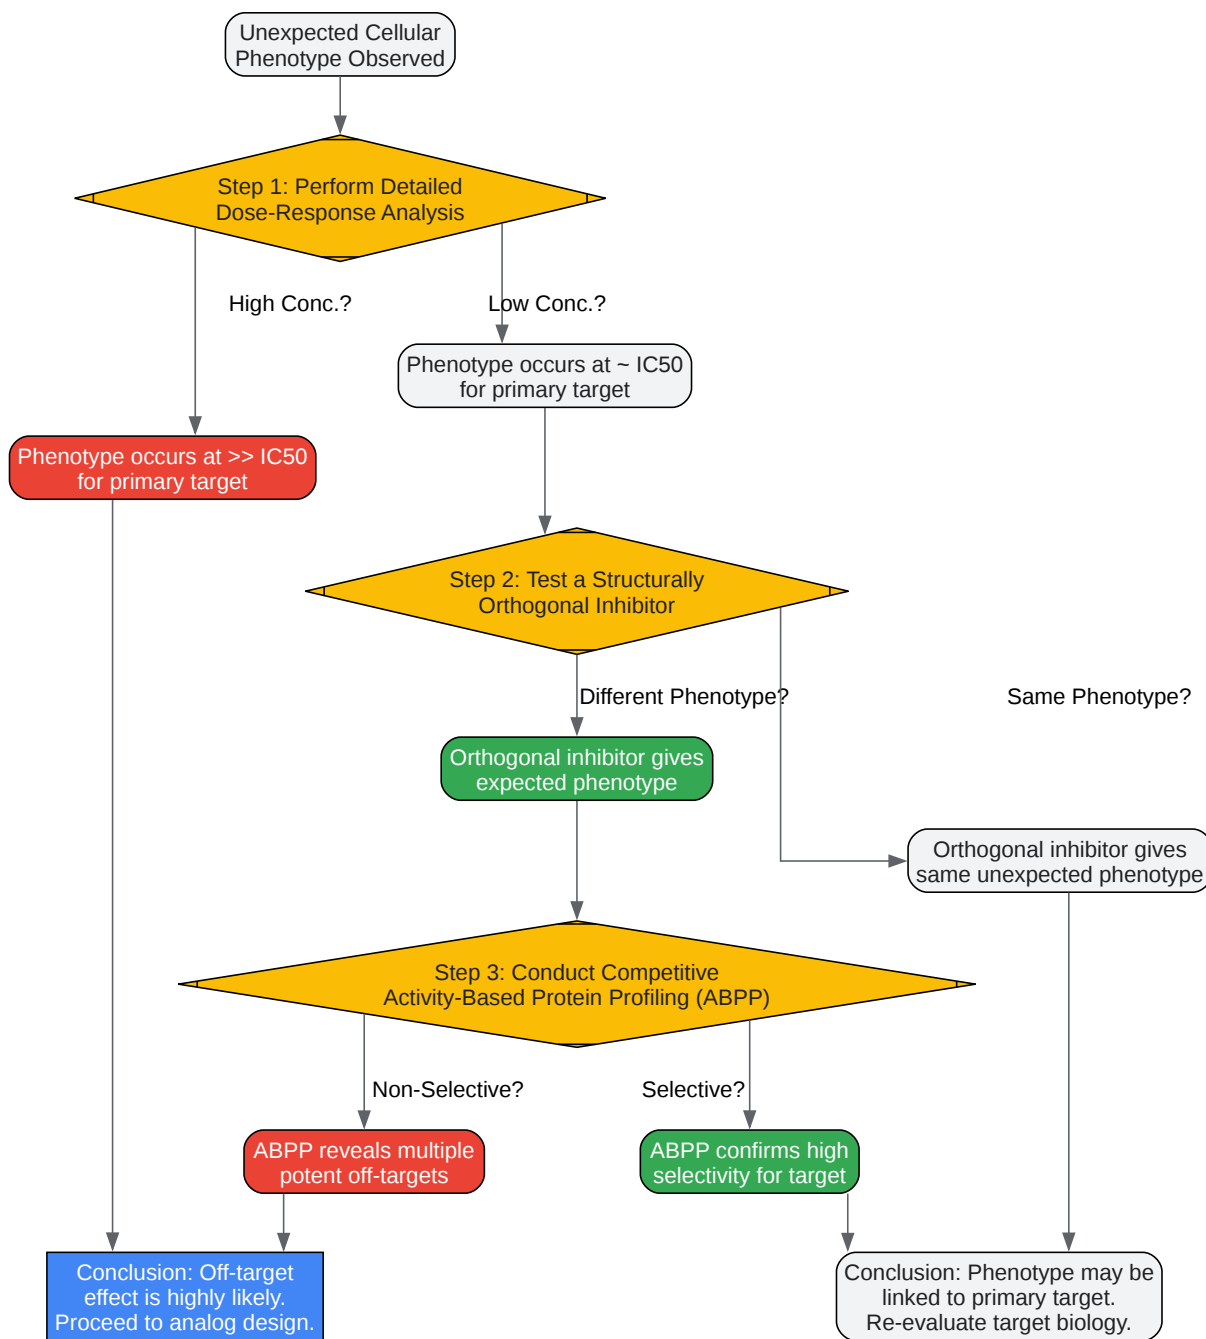 Unexpected Cellular
Phenotype Observed
Step 1: Perform Detailed
Dose-Response Analysis
High Conc.?
Low Conc.?
Phenotype occurs at ~ IC50
for primary target
Phenotype occurs at >> IC50
for primary target
Step 2: Test a Structurally
Orthogonal Inhibitor
Different Phenotype?
Same Phenotype?
Orthogonal inhibitor gives
expected phenotype
Orthogonal inhibitor gives
same unexpected phenotype
Step 3: Conduct Competitive
Activity-Based Protein Profiling (ABPP)
Non-Selective?
Selective?
ABPP reveals multiple
potent off-targets
ABPP confirms high
selectivity for target
Conclusion: Off-target
effect is highly likely.
Proceed to analog design.
Conclusion: Phenotype may be
linked to primary target.
Re-evaluate target biology.